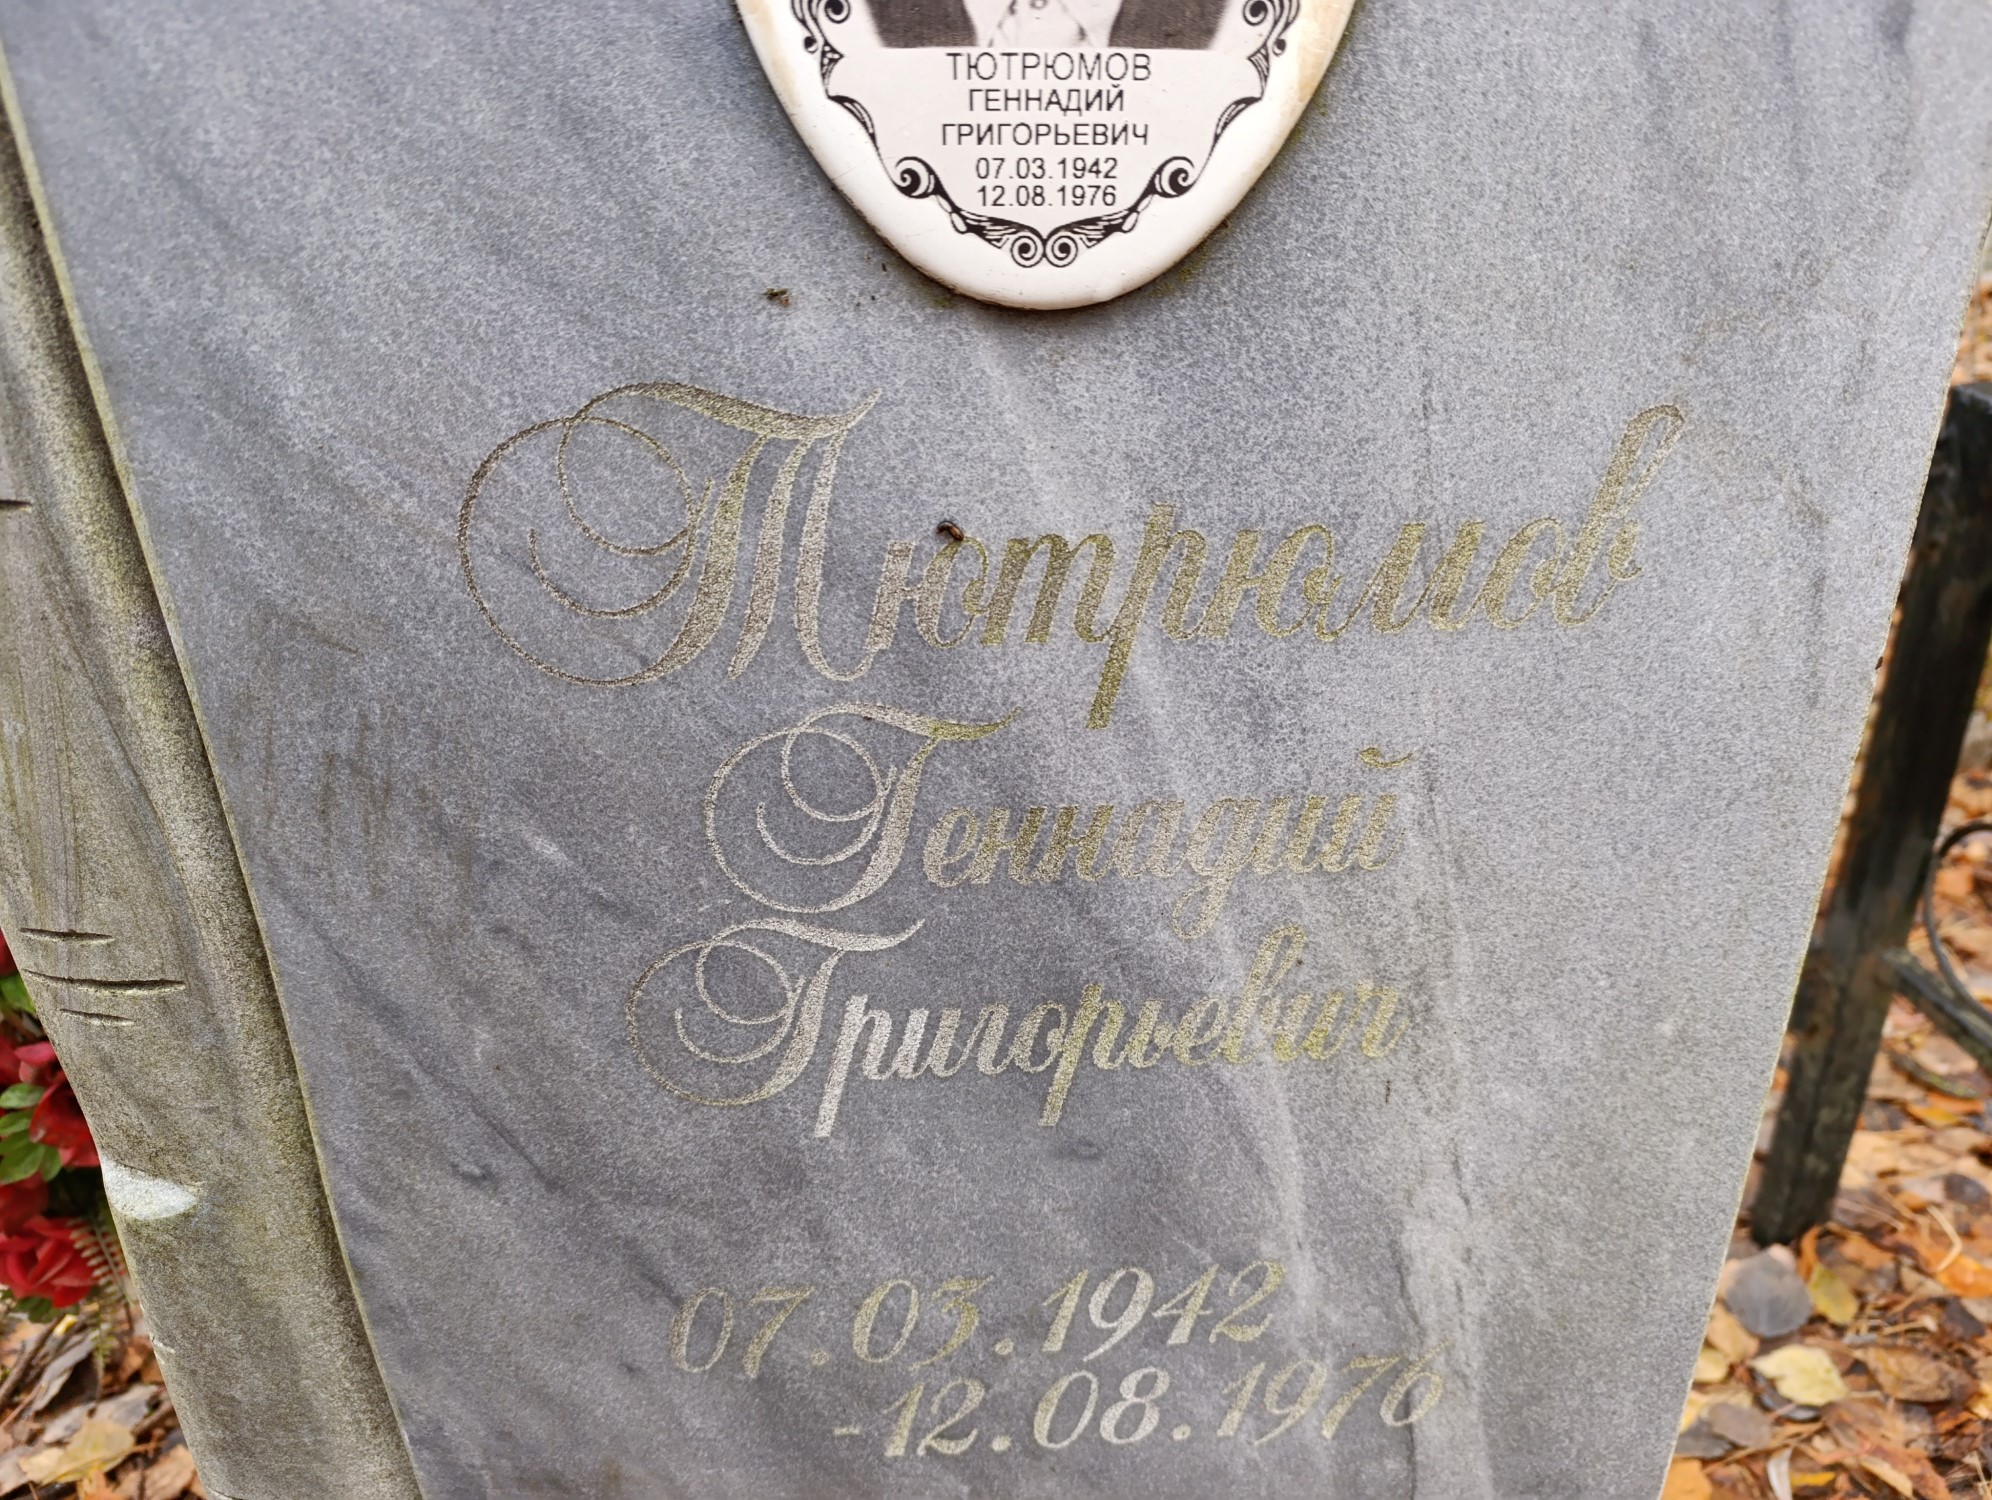 ТЮТРЮМОВ
ГЕННАДИЙ
ГРИГОРЬЕВИЧ
07.03.1942
12.08.1976
Тютрюмов
Геннадий
Григорьевич
07.03.1942
-12.08.1976